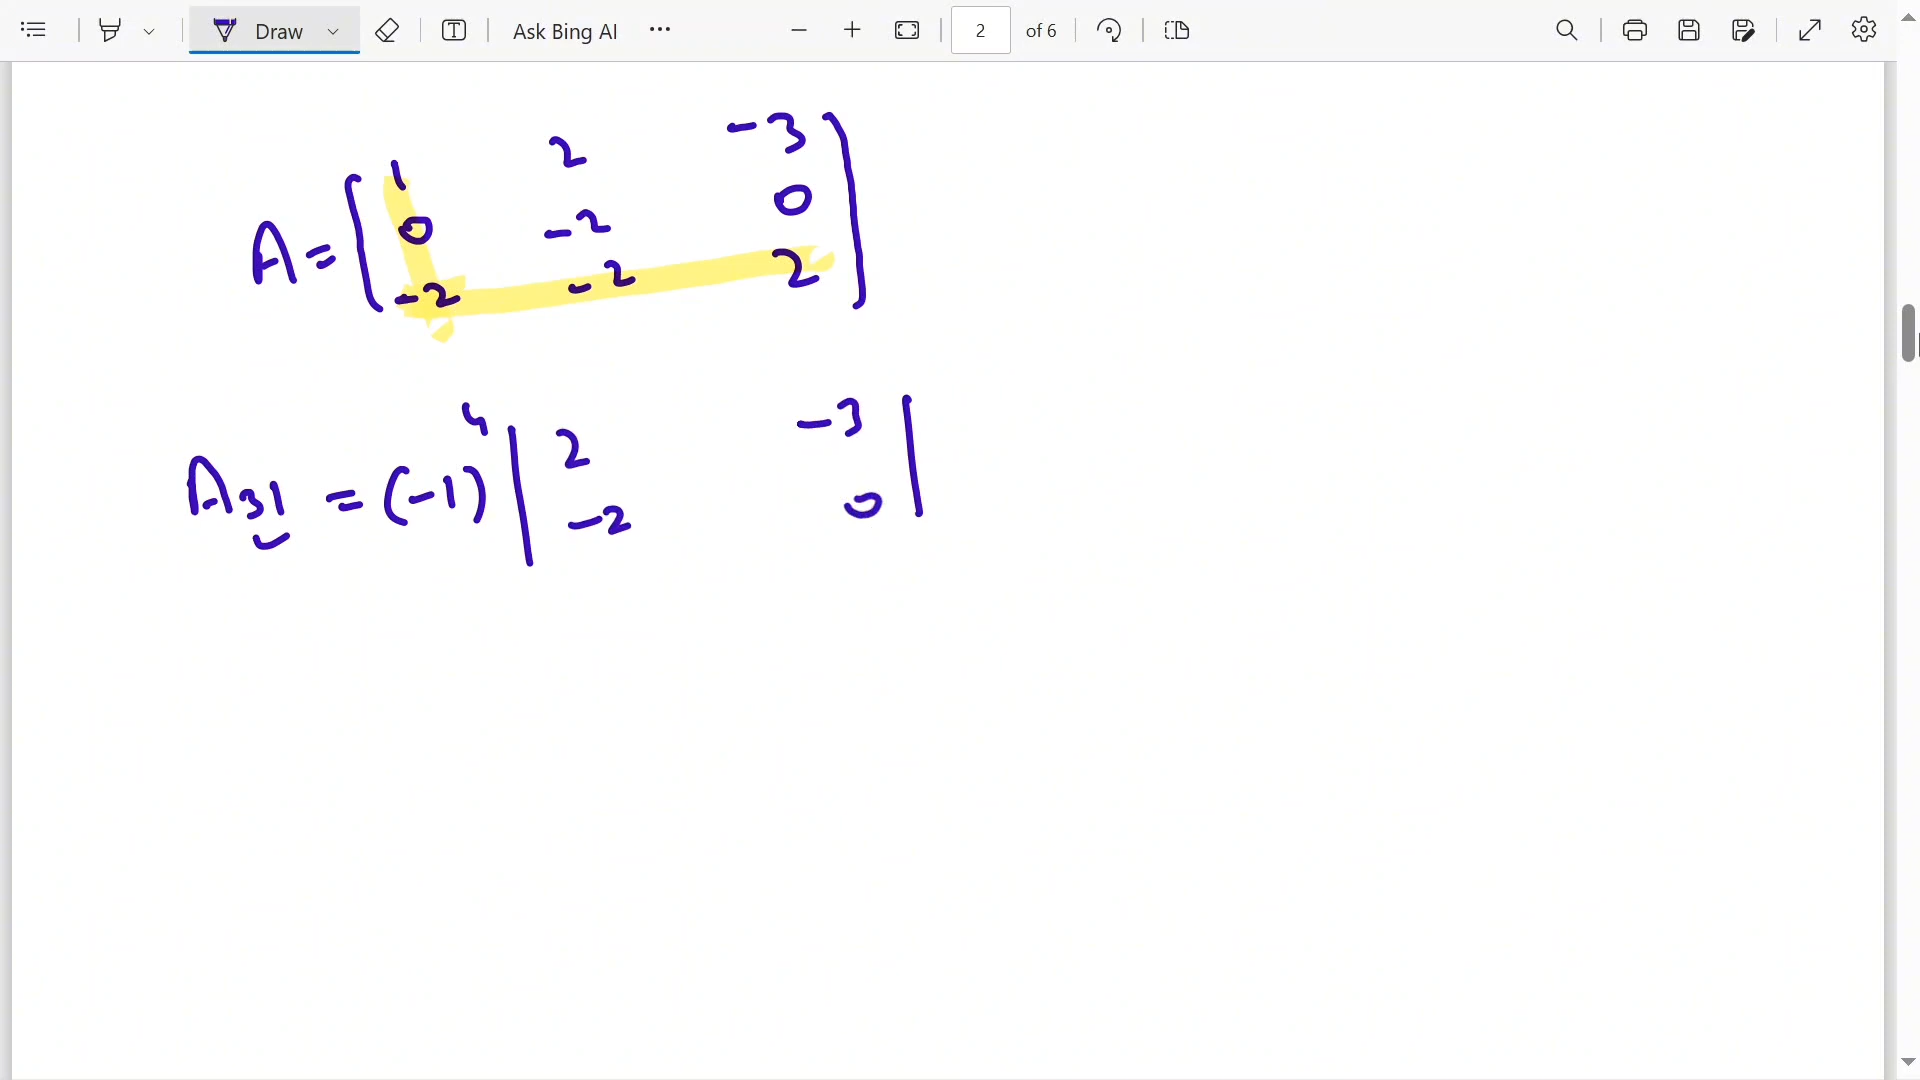 Draw Ask Bing AI ... 2 of 6
1 2 -3
A = 0 -2 0
-2 -2 2
A31 = (-1)^4 | 2 -3 |
-2 0